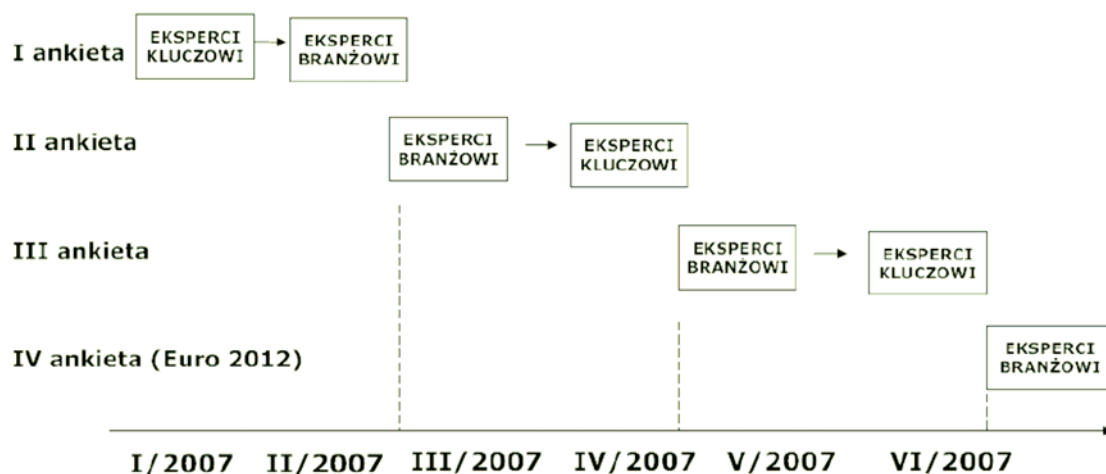 I ankieta
EKSPERCI
KLUCZOWI
EKSPERCI
BRANŻOWI
II ankieta
EKSPERCI
BRANŻOWI
EKSPERCI
KLUCZOWI
III ankieta
EKSPERCI
BRANŻOWI
EKSPERCI
KLUCZOWI
IV ankieta (Euro 2012)
EKSPERCI
BRANŻOWI
I/2007 II/2007 III/2007 IV/2007 V/2007 VI/2007